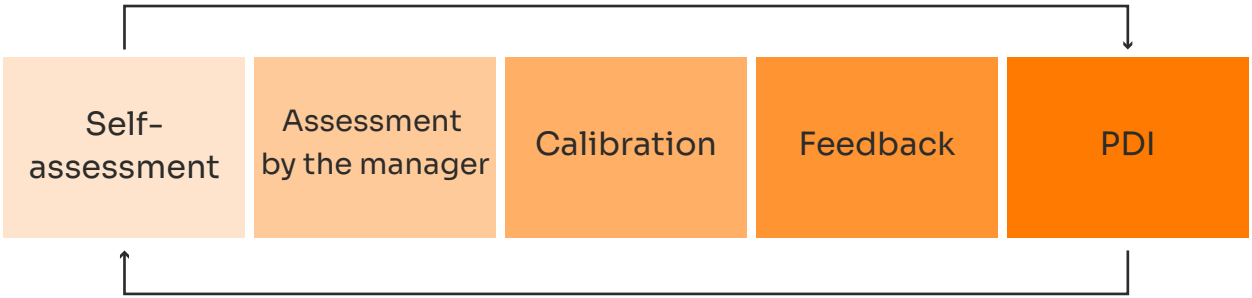 Self-
assessment
Assessment
by the manager
Calibration
Feedback
PDI